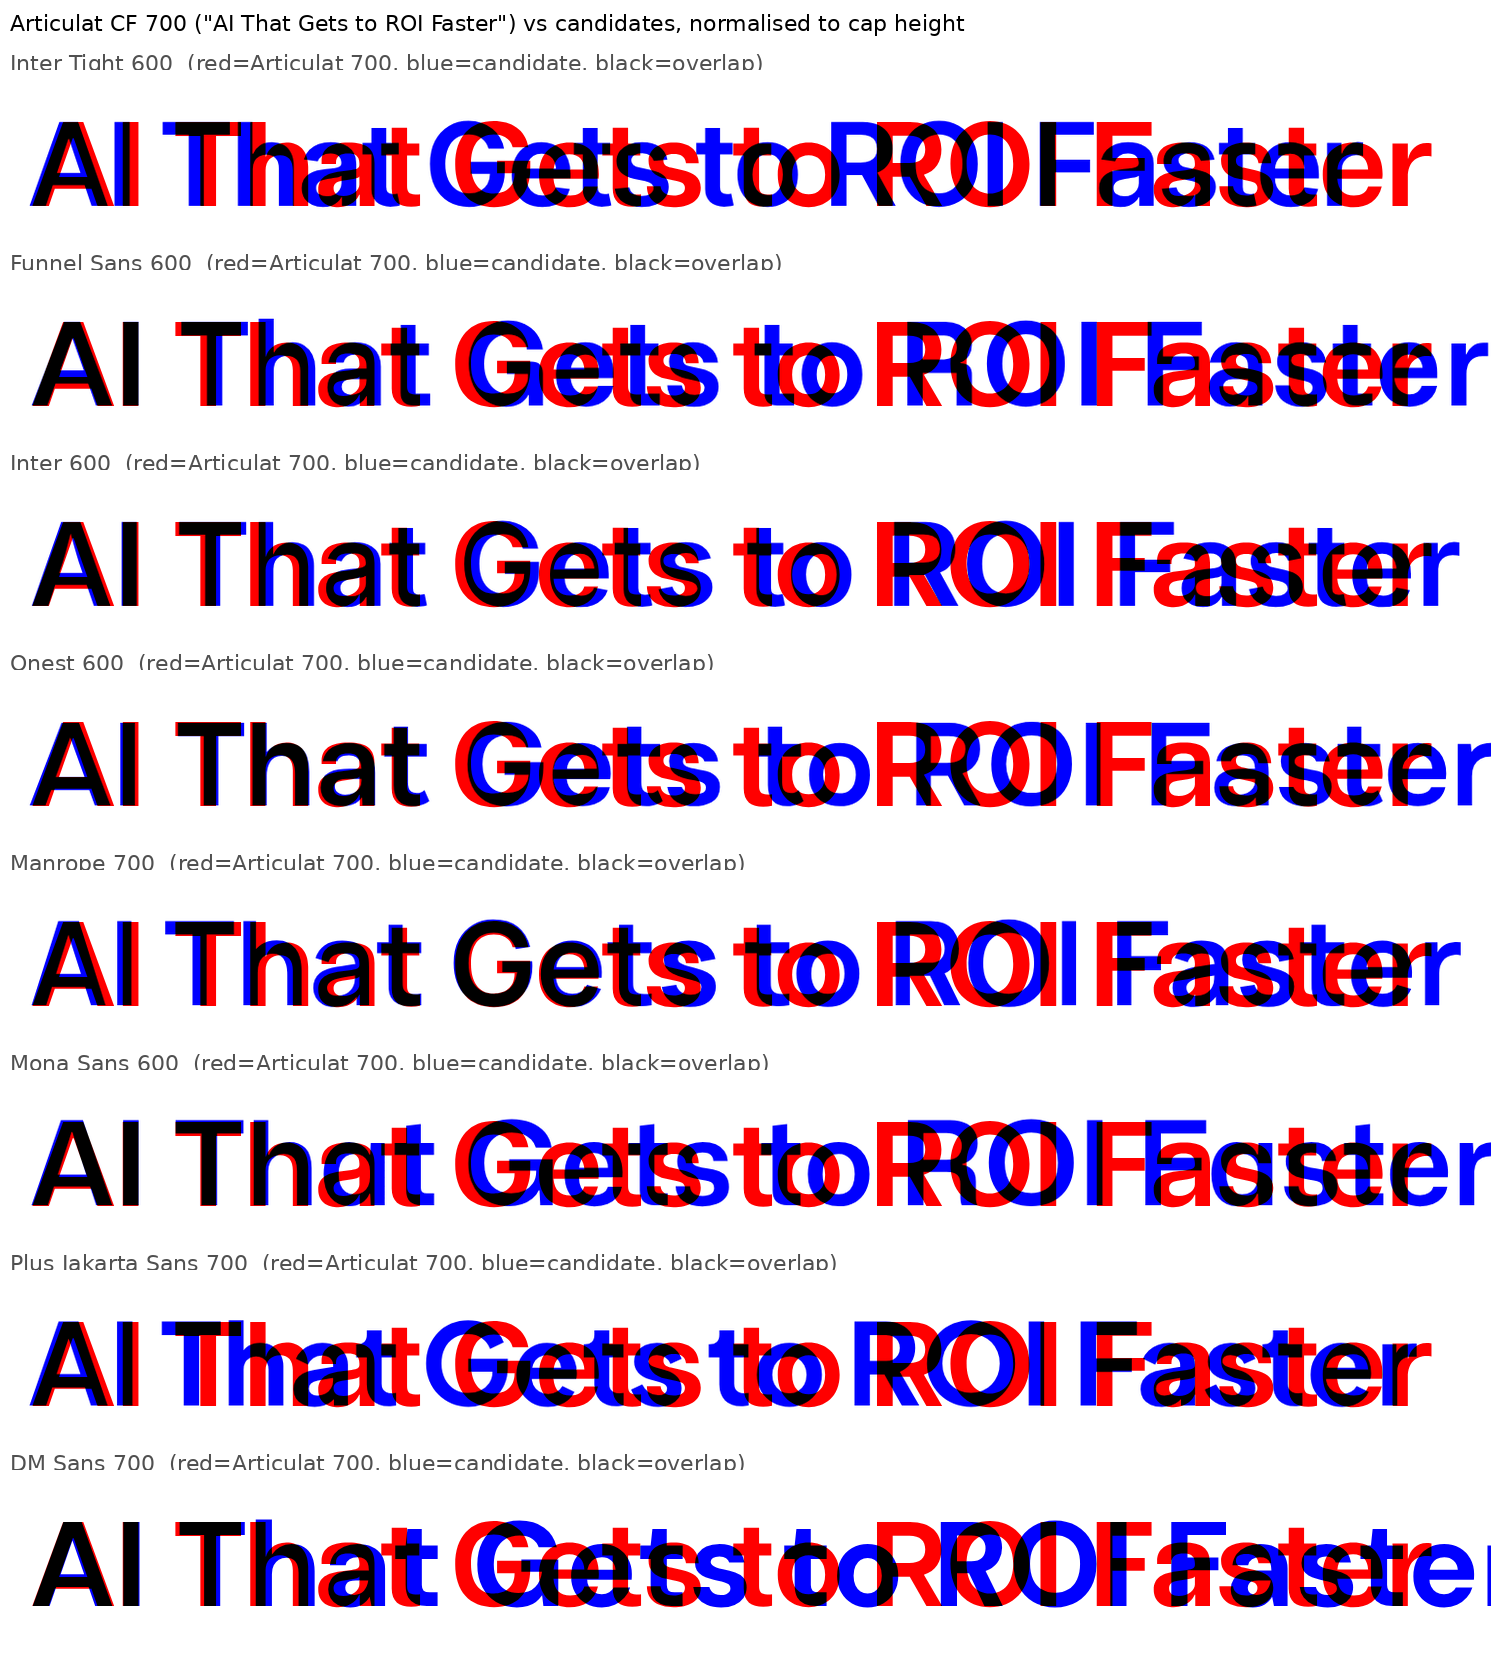 Articulat CF 700 ("AI That Gets to ROI Faster") vs candidates, normalised to cap height
Inter Tight 600 (red=Articulat 700, blue=candidate, black=overlap)
AI That Gets to ROI Faster
Funnel Sans 600 (red=Articulat 700, blue=candidate, black=overlap)
AI That Gets to ROI Faster
Inter 600 (red=Articulat 700, blue=candidate, black=overlap)
AI That Gets to ROI Faster
Onest 600 (red=Articulat 700, blue=candidate, black=overlap)
AI That Gets to ROI Faster
Manrope 700 (red=Articulat 700, blue=candidate, black=overlap)
AI That Gets to ROI Faster
Mona Sans 600 (red=Articulat 700, blue=candidate, black=overlap)
AI That Gets to ROI Faster
Plus Jakarta Sans 700 (red=Articulat 700, blue=candidate, black=overlap)
AI That Gets to ROI Faster
DM Sans 700 (red=Articulat 700, blue=candidate, black=overlap)
AI That Gets to ROI Faster